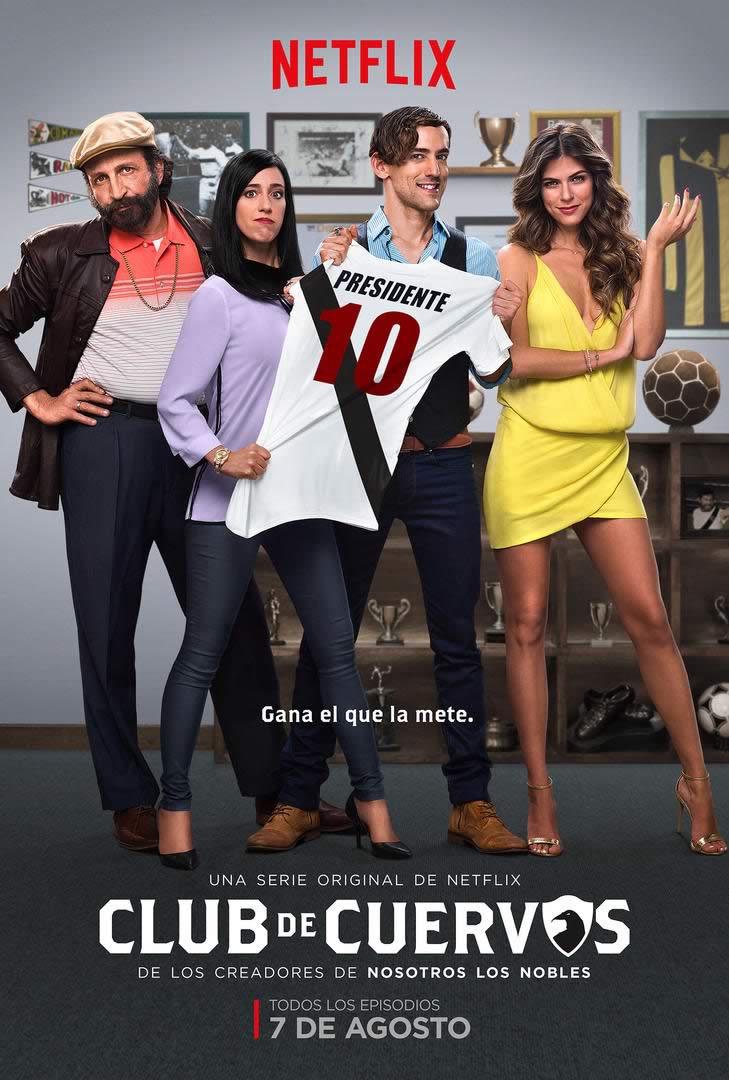 NETFLIX
HOT
PRESIDENTE
10
Gana el que la mete.
UNA SERIE ORIGINAL DE NETFLIX
CLUB DE CUERVOS
DE LOS CREADORES DE NOSOTROS LOS NOBLES
TODOS LOS EPISODIOS
7 DE AGOSTO